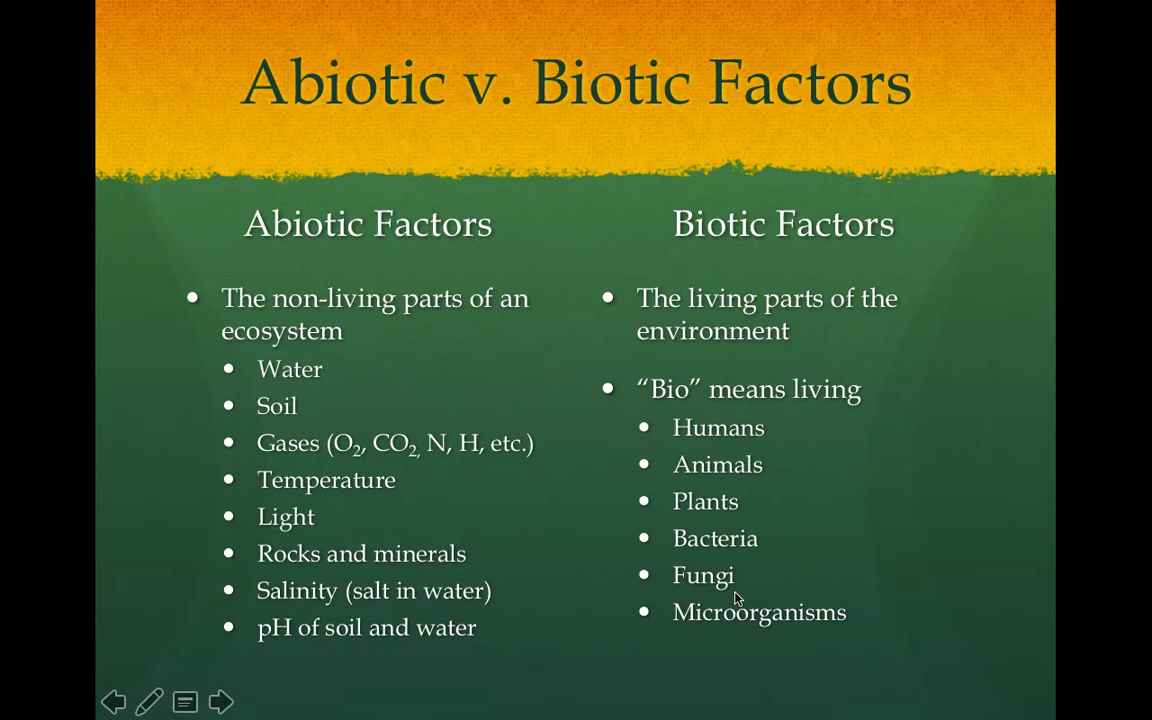 Abiotic v. Biotic Factors
Abiotic Factors
• The non-living parts of an
ecosystem
• Water
• Soil
• Gases (O₂, CO₂, N, H, etc.)
• Temperature
• Light
• Rocks and minerals
• Salinity (salt in water)
• pH of soil and water
Biotic Factors
• The living parts of the
environment
• “Bio” means living
• Humans
• Animals
• Plants
• Bacteria
• Fungi
• Microorganisms